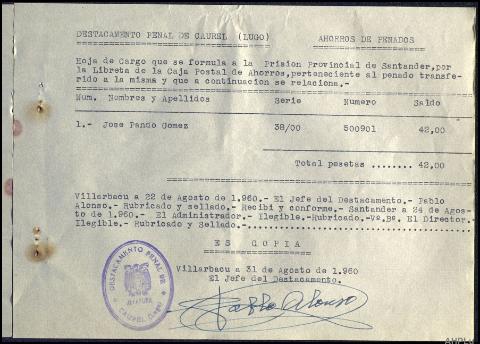 DESTACAMENTO PENAL DE CAUREL (LUGO) AHORROS DE PENADOS
Hoja de Cargo que se formula a la Prision Provincial de Santander,por
la Libreta de la Caja Postal de Ahorros,perteneciente al penado transfe-
rido a la misma y que a continuacion se relaciona.-
Num. Nombres y Apellidos Serie Numero Saldo
1.- Jose Pando Gomez 38/00 500901 42,00
Total pesetas ........ 42,00
Villarbacu a 22 de Agosto de 1.960.- El Jefe del Destacamento.- Pablo
Alonso.- Rubricado y sellado.- Recibi y conforme.- Santander a 24 de Agos-
to de 1.960.- El Administrador.- Ilegible.-Rubricado.-Vº.Bº. El Director.-
Ilegible.- Rubricado y Sellado.-
ES COPIA
Villarbacu a 31 de Agosto de 1.960
El Jefe del Destacamento.
Pablo Alonso
DESTACAMENTO PENAL DE
JEFATURA
CAUREL